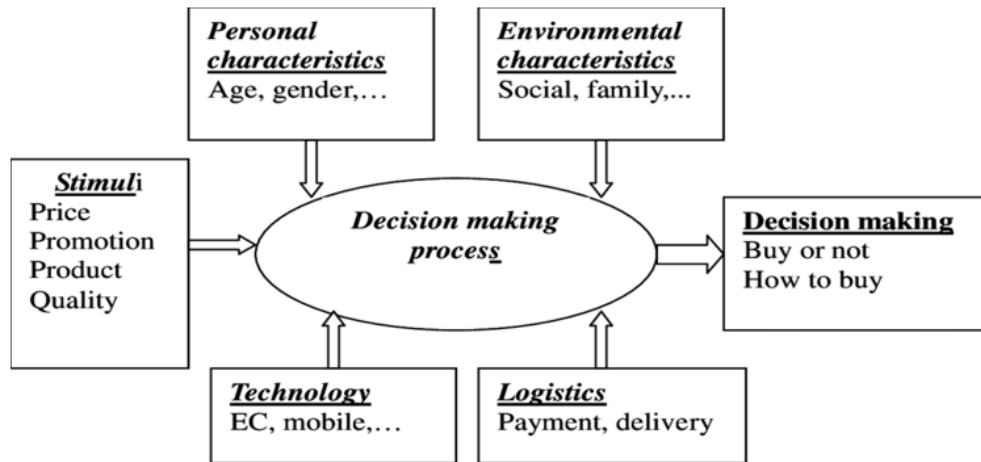 Personal
characteristics
Age, gender,…
Environmental
characteristics
Social, family,...
Stimuli
Price
Promotion
Product
Quality
Decision making
process
Decision making
Buy or not
How to buy
Technology
EC, mobile,…
Logistics
Payment, delivery